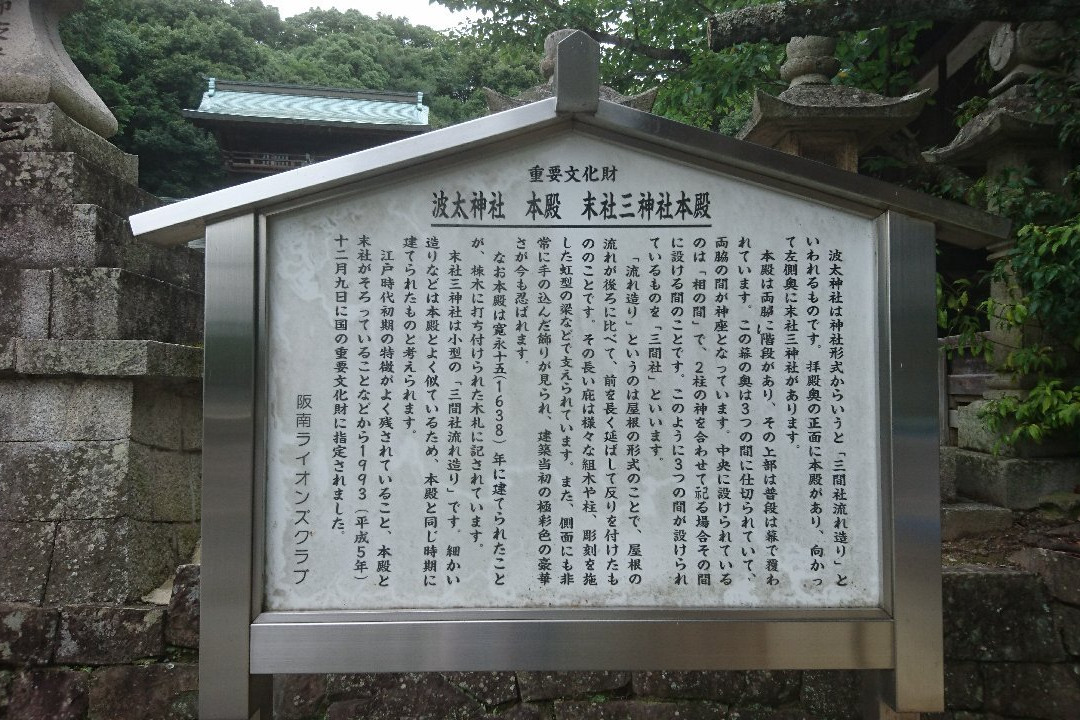 重要文化財
波太神社　本殿　末社三神社本殿
波太神社は神社形式からいうと「三間社流れ造り」と
いわれるものです。拝殿奥の正面に本殿があり、向かっ
て左側奥に末社三神社があります。
本殿は両脇に階段があり、その上部は普段は幕で覆わ
れています。この幕の奥は3つの間に仕切られていて、
両脇の間が神座となっています。中央に設けられている
のは「相の間」で、2柱の神を合わせて祀る場合その間
に設ける間のことです。このように3つの間が設けられ
ているものを「三間社」といいます。
「流れ造り」というのは屋根の形式のことで、屋根の
流れが後ろに比べて、前を長く延ばして反りを付けたも
ののことです。その長い庇は様々な組木や柱、彫刻を施
した虹型の梁などで支えられています。また、側面にも非
常に手の込んだ飾りが見られ、建築当初の極彩色の豪華
さが今も忍ばれます。
なお本殿は寛永十五（1638）年に建てられたこと
が、棟木に打ち付けられた木札に記されています。
末社三神社は小型の「三間社流れ造り」です。細かい
造りなどは本殿とよく似ているため、本殿と同じ時期に
建てられたものと考えられます。
江戸時代初期の特徴がよく残されていること、本殿と
末社がそろっていることなどから1993（平成5年）
十二月九日に国の重要文化財に指定されました。
阪南ライオンズクラブ